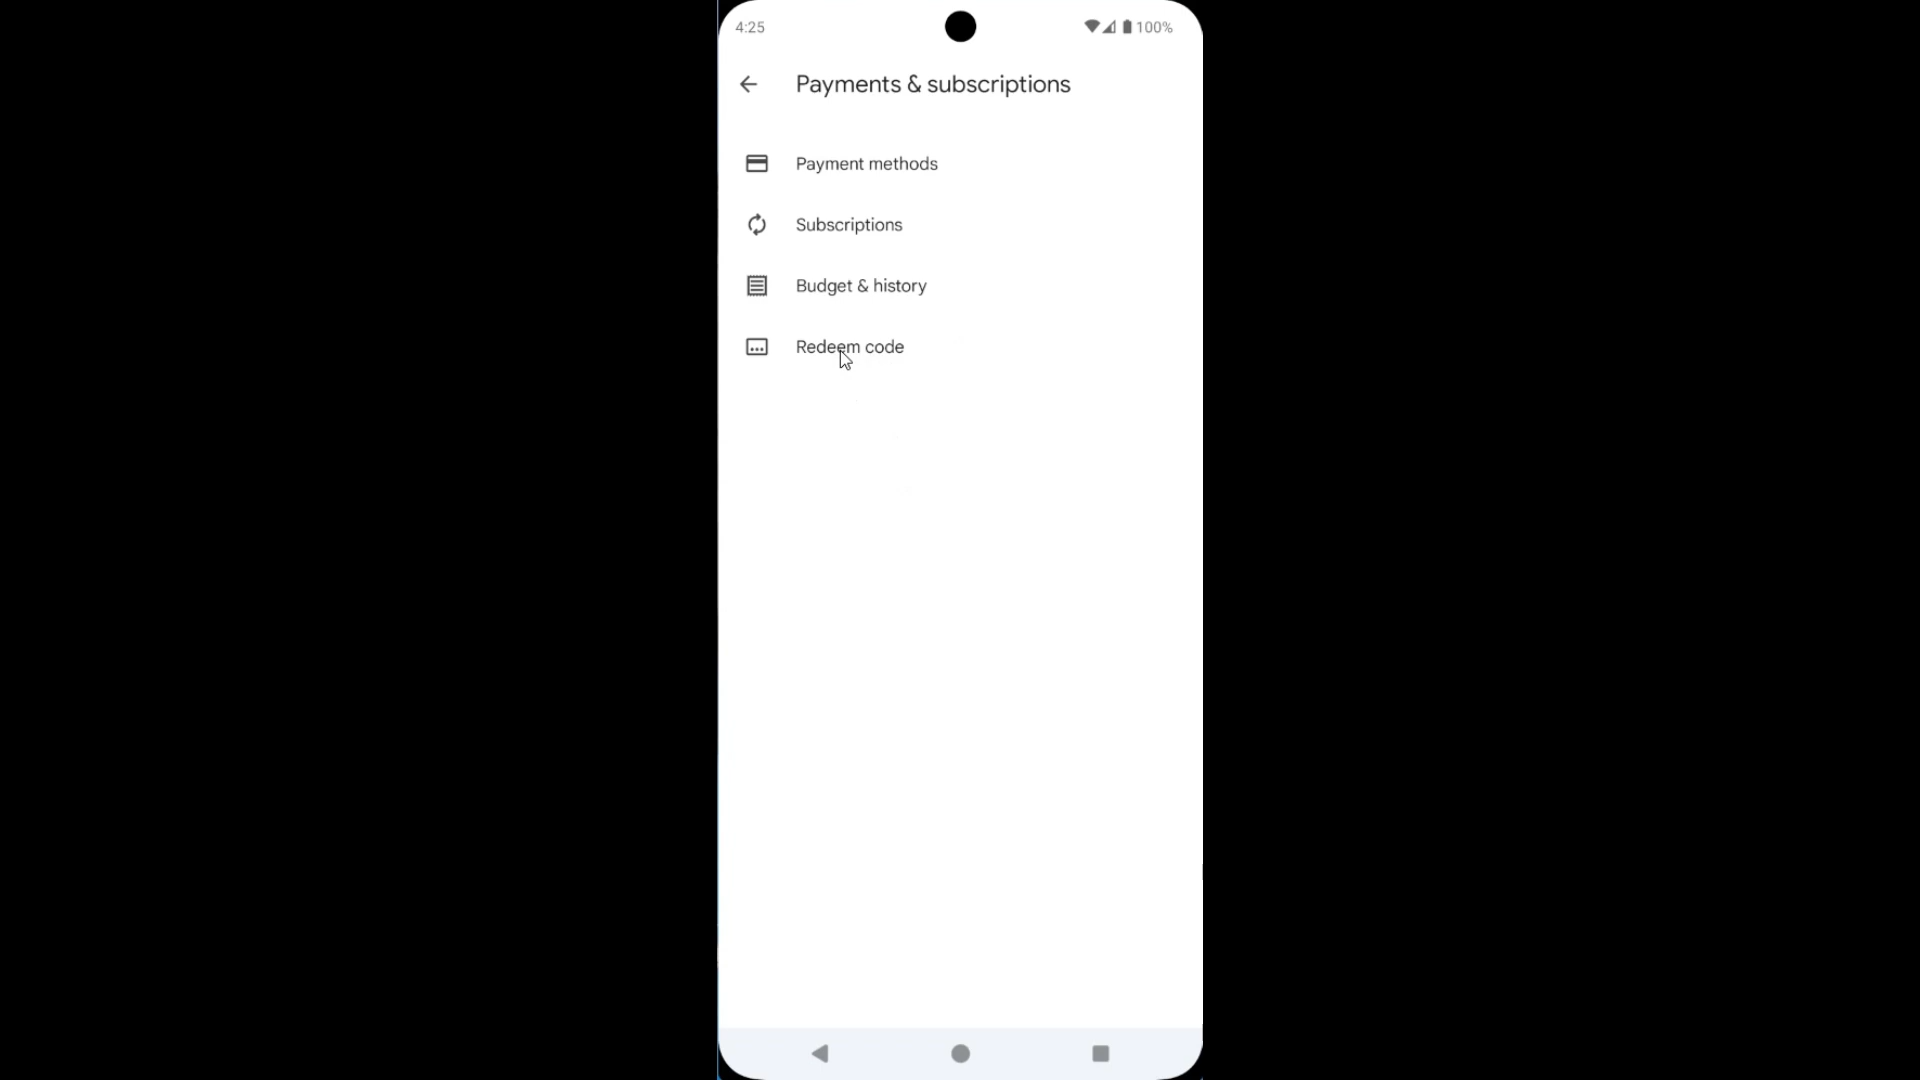 4:25
100%
Payments & subscriptions
Payment methods
Subscriptions
Budget & history
Redeem code